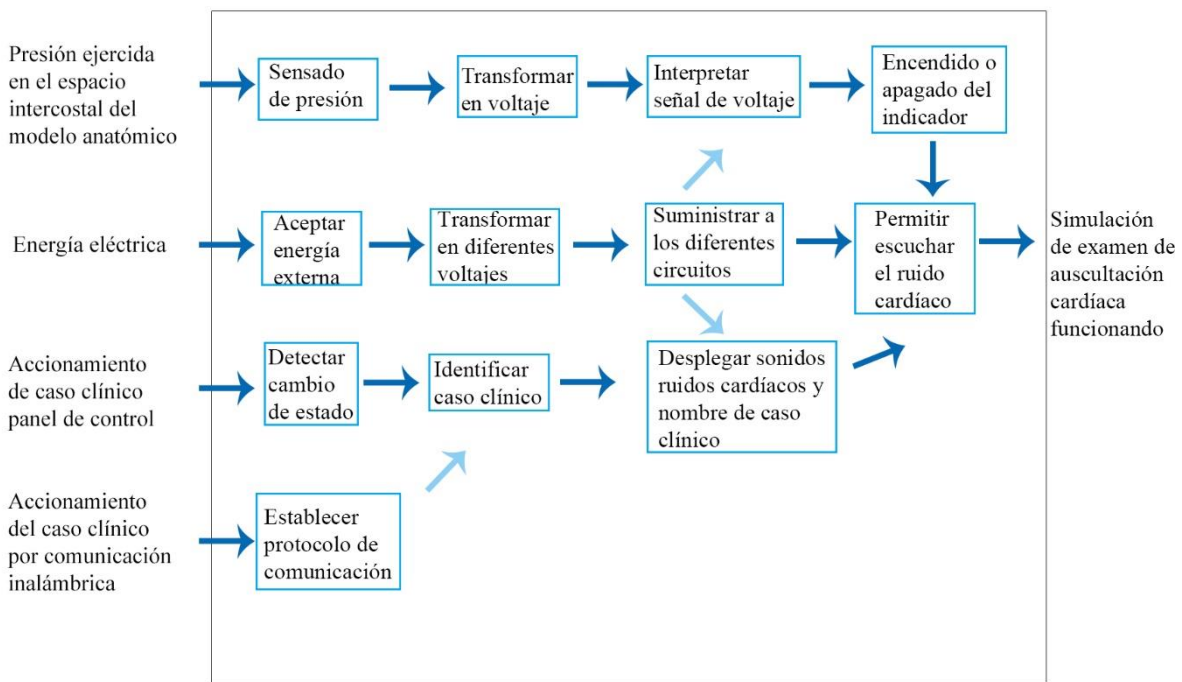 Presión ejercida
en el espacio
intercostal del
modelo anatómico
Sensado
de presión
Transformar
en voltaje
Interpretar
señal de voltaje
Encendido o
apagado del
indicador
Energía eléctrica
Aceptar
energía
externa
Transformar
en diferentes
voltajes
Suministrar a
los diferentes
circuitos
Permitir
escuchar
el ruido
cardíaco
Simulación
de examen de
auscultación
cardíaca
funcionando
Accionamiento
de caso clínico
panel de control
Detectar
cambio
de estado
Identificar
caso clínico
Desplegar sonidos
ruidos cardíacos y
nombre de caso
clínico
Accionamiento
del caso clínico
por comunicación
inalámbrica
Establecer
protocolo de
comunicación